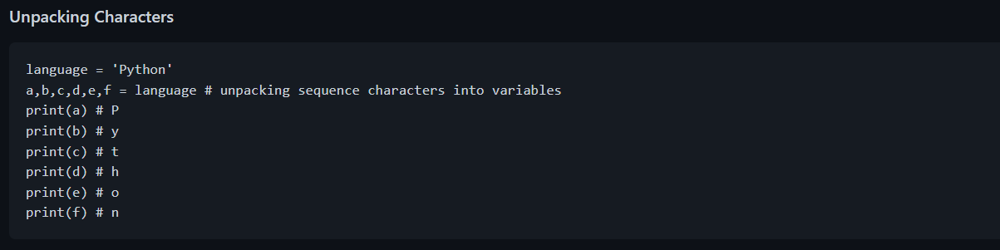 Unpacking Characters
language = 'Python'
a,b,c,d,e,f = language # unpacking sequence characters into variables
print(a) # P
print(b) # y
print(c) # t
print(d) # h
print(e) # o
print(f) # n